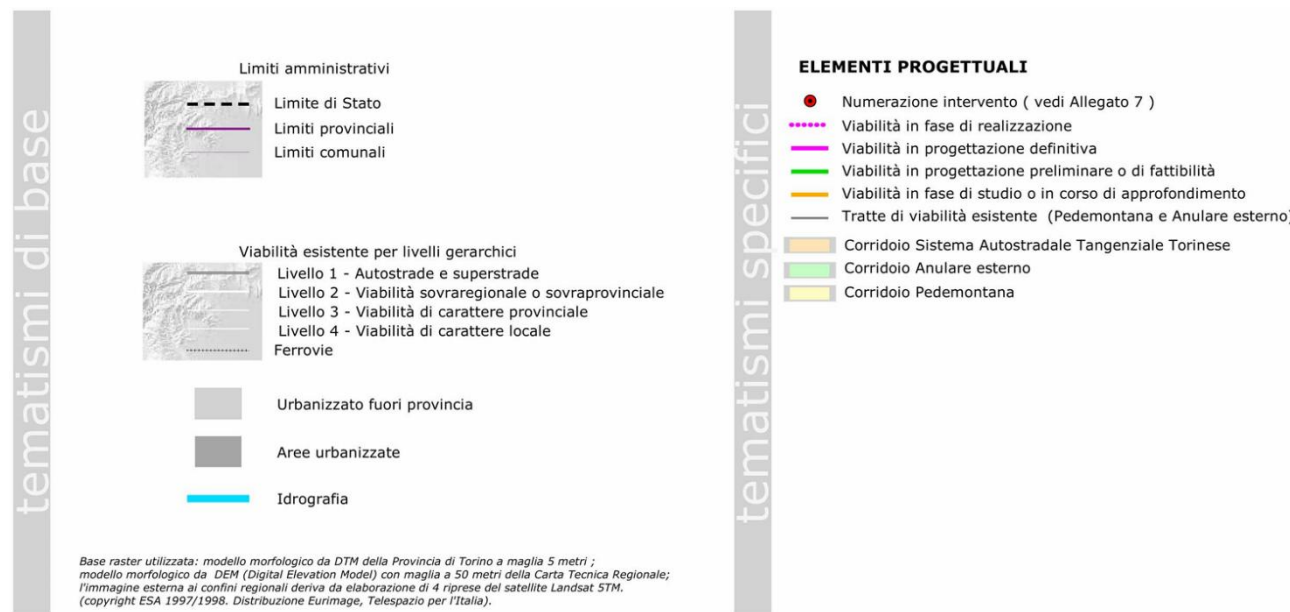 tematismi di base
Limiti amministrativi
Limite di Stato
Limiti provinciali
Limiti comunali
Viabilità esistente per livelli gerarchici
Livello 1 - Autostrade e superstrade
Livello 2 - Viabilità sovraregionale o sovraprovinciale
Livello 3 - Viabilità di carattere provinciale
Livello 4 - Viabilità di carattere locale
Ferrovie
Urbanizzato fuori provincia
Aree urbanizzate
Idrografia
Base raster utilizzata: modello morfologico da DTM della Provincia di Torino a maglia 5 metri ;
modello morfologico da DEM (Digital Elevation Model) con maglia a 50 metri della Carta Tecnica Regionale;
l'immagine esterna ai confini regionali deriva da elaborazione di 4 riprese del satellite Landsat 5TM.
(copyright ESA 1997/1998. Distribuzione Eurimage, Telespazio per l'Italia).
tematismi specifici
ELEMENTI PROGETTUALI
Numerazione intervento ( vedi Allegato 7 )
Viabilità in fase di realizzazione
Viabilità in progettazione definitiva
Viabilità in progettazione preliminare o di fattibilità
Viabilità in fase di studio o in corso di approfondimento
Tratte di viabilità esistente (Pedemontana e Anulare esterno)
Corridoio Sistema Autostradale Tangenziale Torinese
Corridoio Anulare esterno
Corridoio Pedemontana